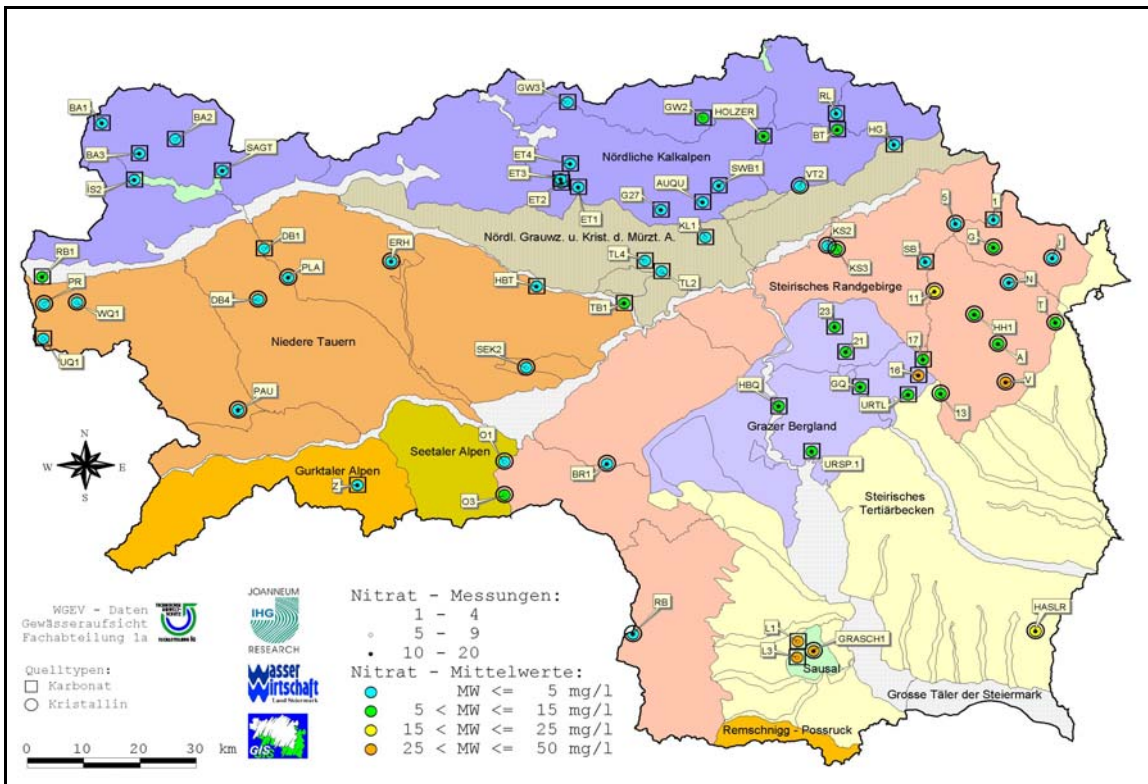 GW3
RL
BA1
GW2
HOLZER
BA2
BT
HG
BA3
SAGT
ET4
Nördliche Kalkalpen
ET3
SWB1
VT2
IS2
AUQU
G27
ET2
ET1
5
1
KL1
DB1
ERH
Nördl. Grauwz. u. Krist. d. Mürzt. A.
KS2
G
J
RB1
TL4
SB
KS3
PLA
PR
HBT
TL2
Steirisches Randgebirge
N
DB4
WQ1
TB1
11
T
23
HH1
Niedere Tauern
21
17
UQ1
SEK2
16
A
V
PAU
HBQ
GQ
URTL
13
N
W E
S
Grazer Bergland
O1
Seetaler Alpen
Gurktaler Alpen
BR1
URSP.1
Z
O3
Steirisches
Tertiärbecken
WGEV - Daten
Gewässeraufsicht
Fachabteilung 1a
JOANNEUM
IHG
RESEARCH
Nitrat - Messungen:
1 - 4
5 - 9
10 - 20
RB
HASLR
L1
GRASCH1
L3
Sausal
Quelltypen:
Karbonat
Kristallin
Wasser
Wirtschaft
Land Steiermark
Nitrat - Mittelwerte:
MW <= 5 mg/l
5 < MW <= 15 mg/l
15 < MW <= 25 mg/l
25 < MW <= 50 mg/l
Grosse Täler der Steiermark
Remschnigg - Possruck
GIS
0 10 20 30 km